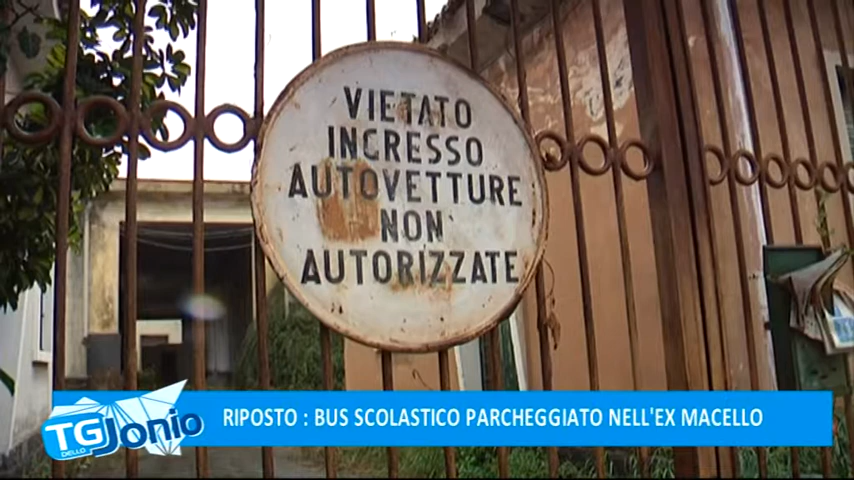 VIETATO
INGRESSO
AUTOVETTURE
NON
AUTORIZZATE
TG Jonio
DELLO
RIPOSTO : BUS SCOLASTICO PARCHEGGIATO NELL'EX MACELLO